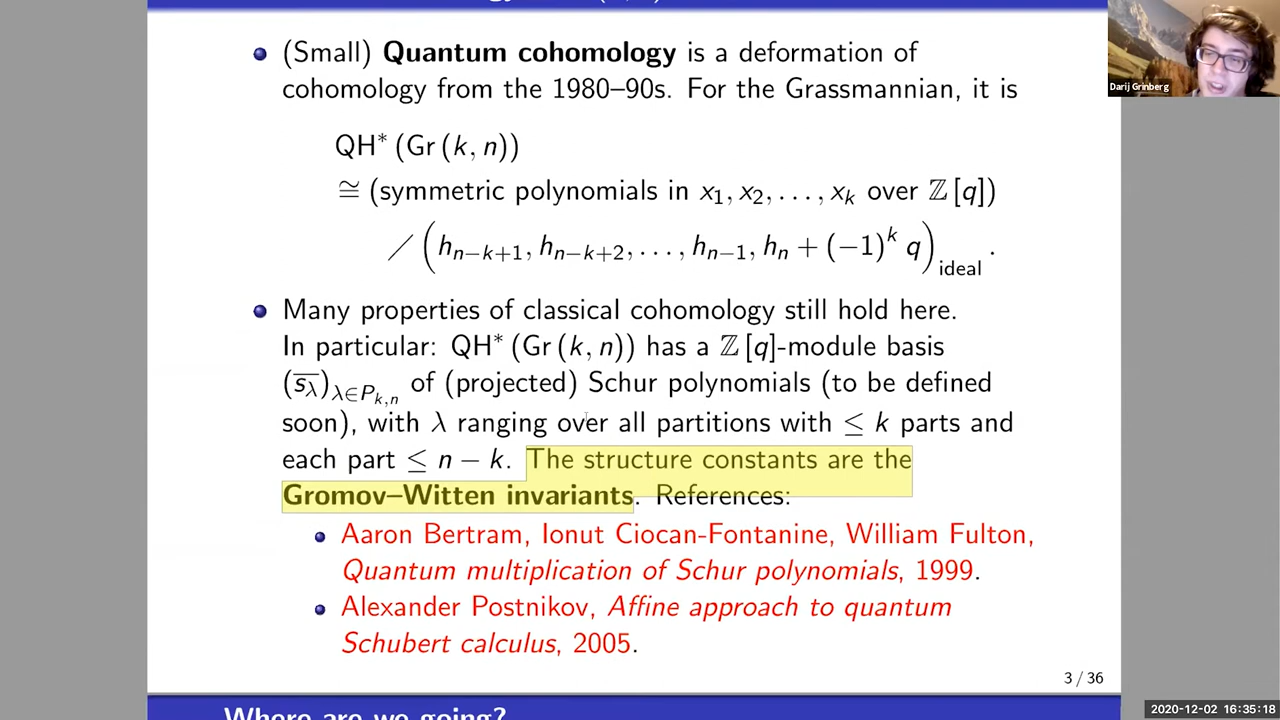 (Small) Quantum cohomology is a deformation of
cohomology from the 1980–90s. For the Grassmannian, it is
QH* (Gr (k, n))
≅ (symmetric polynomials in x₁, x₂, . . . , xₖ over ℤ [q])
/ (hₙ₋ₖ₊₁, hₙ₋ₖ₊₂, . . . , hₙ₋₁, hₙ + (−1)ᵏ q)ideal .
Many properties of classical cohomology still hold here.
In particular: QH* (Gr (k, n)) has a ℤ [q]-module basis
(s̅_λ)_{λ∈P_{k,n}} of (projected) Schur polynomials (to be defined
soon), with λ ranging over all partitions with ≤ k parts and
each part ≤ n − k. The structure constants are the
Gromov–Witten invariants. References:
Aaron Bertram, Ionut Ciocan-Fontanine, William Fulton,
Quantum multiplication of Schur polynomials, 1999.
Alexander Postnikov, Affine approach to quantum
Schubert calculus, 2005.
3 / 36
Where are we going?
Darij Grinberg
2020-12-02 16:35:18